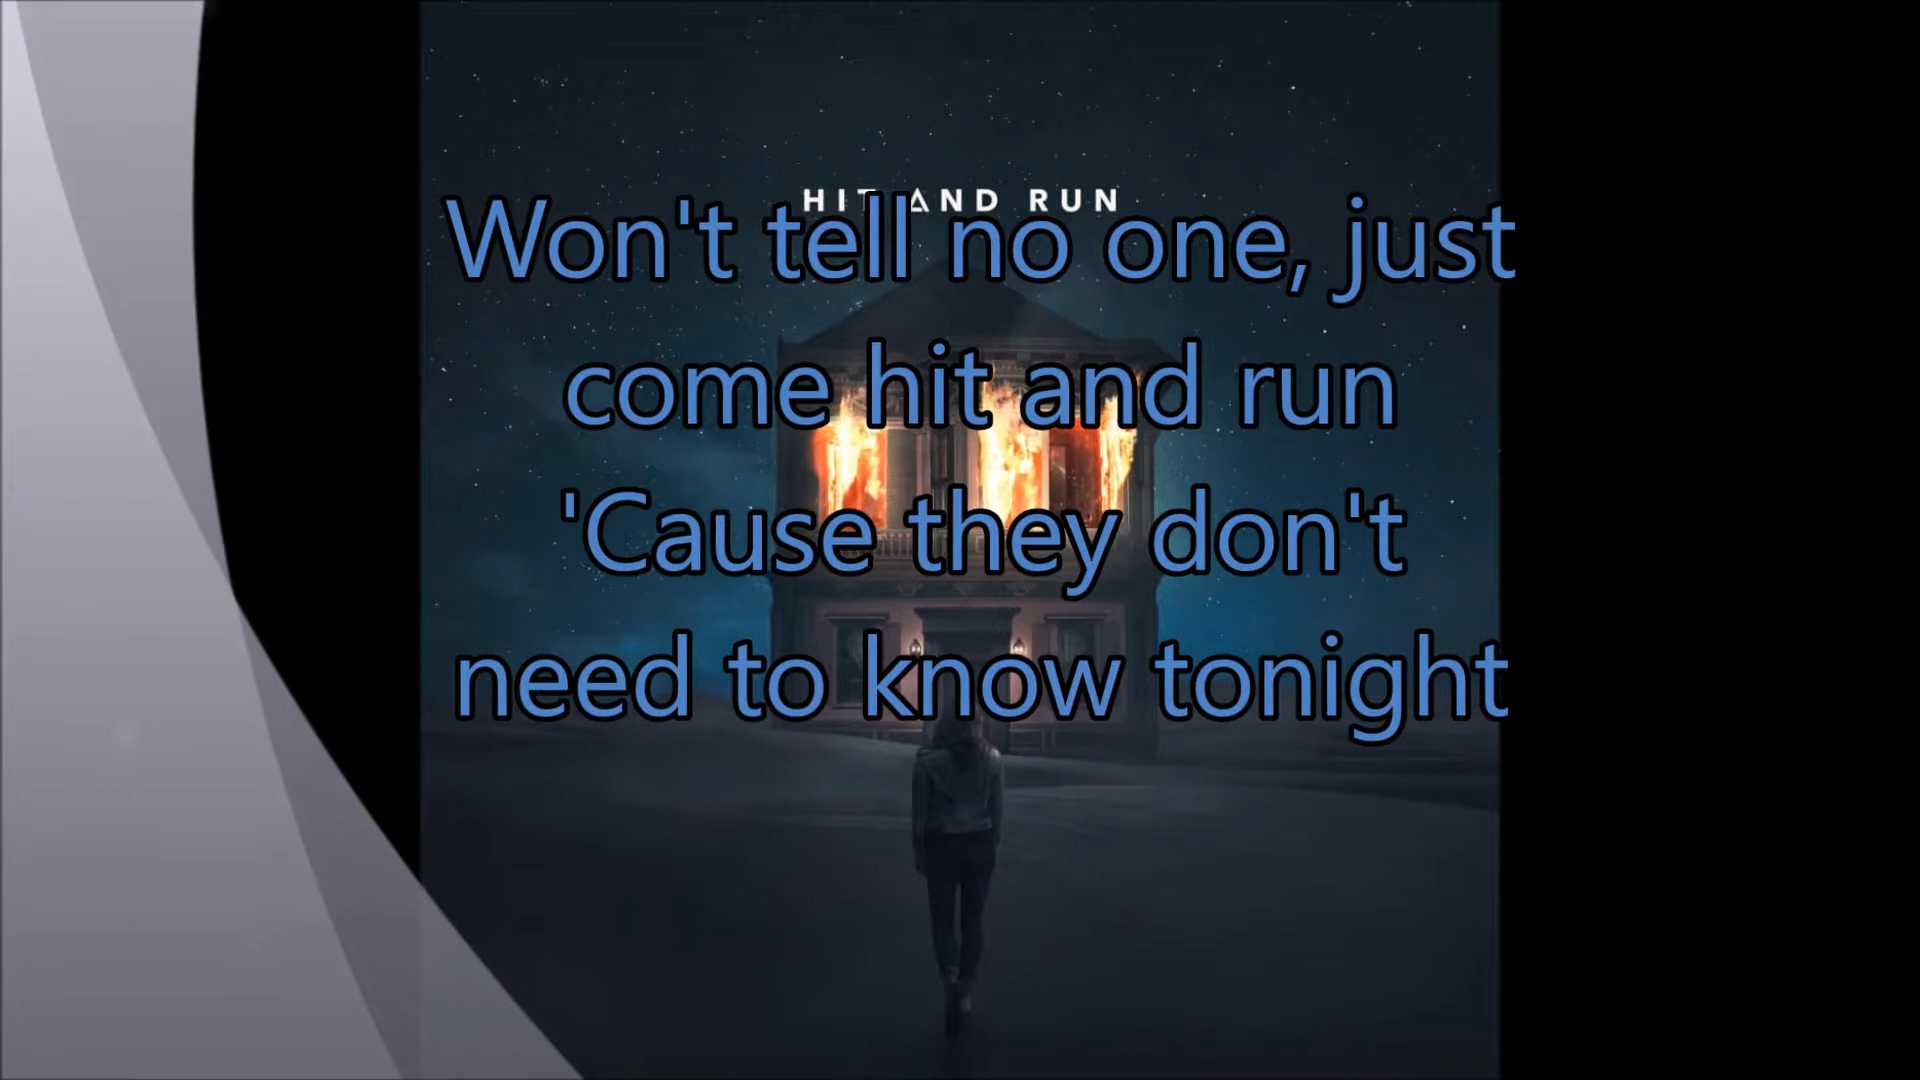 HIT AND RUN
Won't tell no one, just
come hit and run
'Cause they don't
need to know tonight